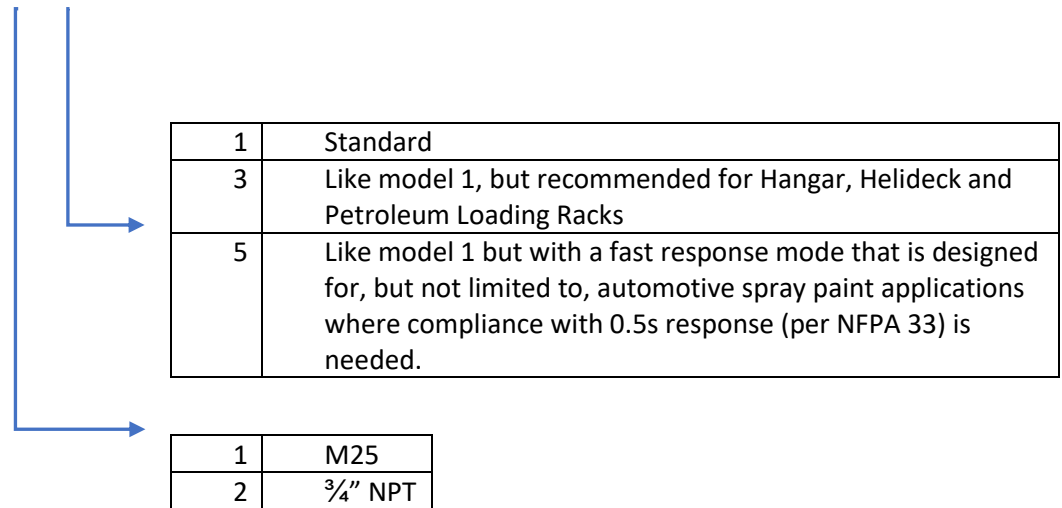 1 Standard
3 Like model 1, but recommended for Hangar, Helideck and
Petroleum Loading Racks
5 Like model 1 but with a fast response mode that is designed
for, but not limited to, automotive spray paint applications
where compliance with 0.5s response (per NFPA 33) is
needed.
1 M25
2 ¾” NPT